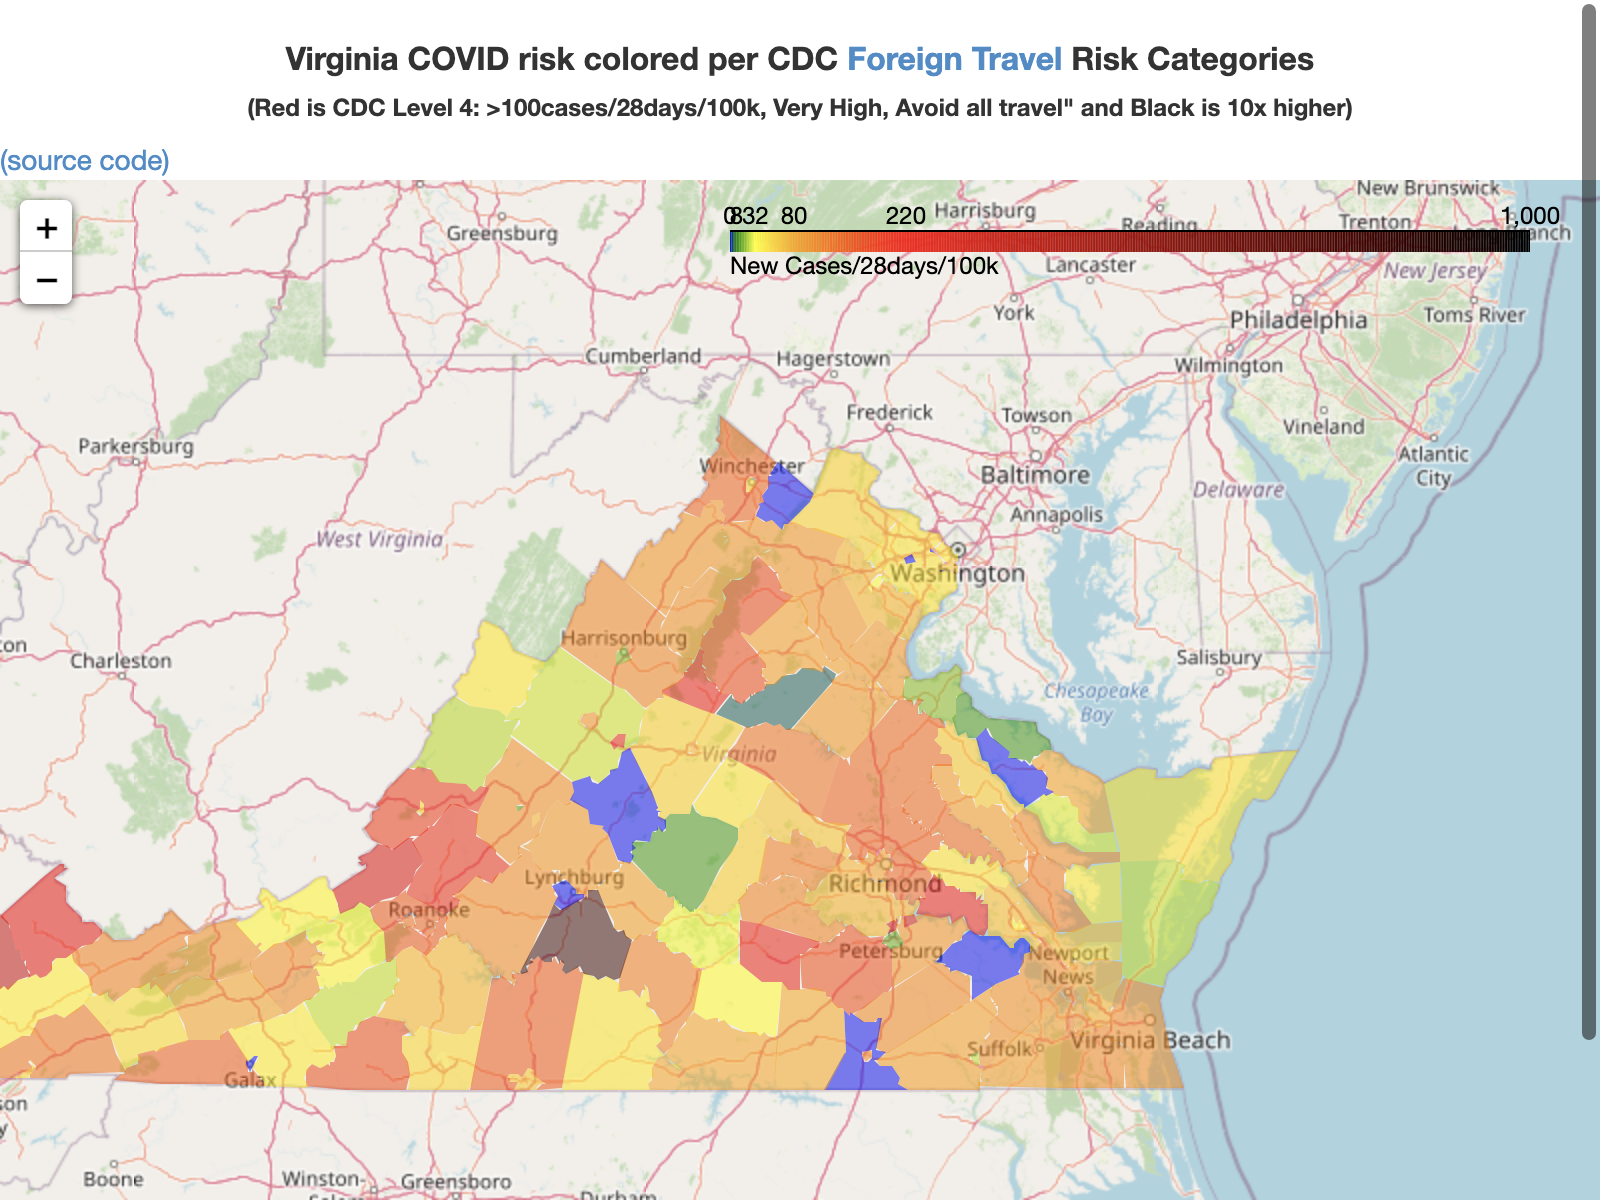 Virginia COVID risk colored per CDC Foreign Travel Risk Categories
(Red is CDC Level 4: >100cases/28days/100k, Very High, Avoid all travel" and Black is 10x higher)
(source code)
+
−
New Brunswick
0 8 32 80 220 1,000
Harrisburg
Reading
Trenton
Greensburg
New Cases/28days/100k
Lancaster
New Jersey
York
Philadelphia
Toms River
Cumberland
Hagerstown
Wilmington
Frederick
Towson
Vineland
Parkersburg
Atlantic
City
Winchester
Baltimore
Delaware
Annapolis
West Virginia
Washington
Harrisonburg
Charleston
Salisbury
Chesapeake
Bay
Virginia
Lynchburg
Richmond
Roanoke
Petersburg
Newport
News
Virginia Beach
Suffolk
Galax
Boone
Winston-
Greensboro
Durham